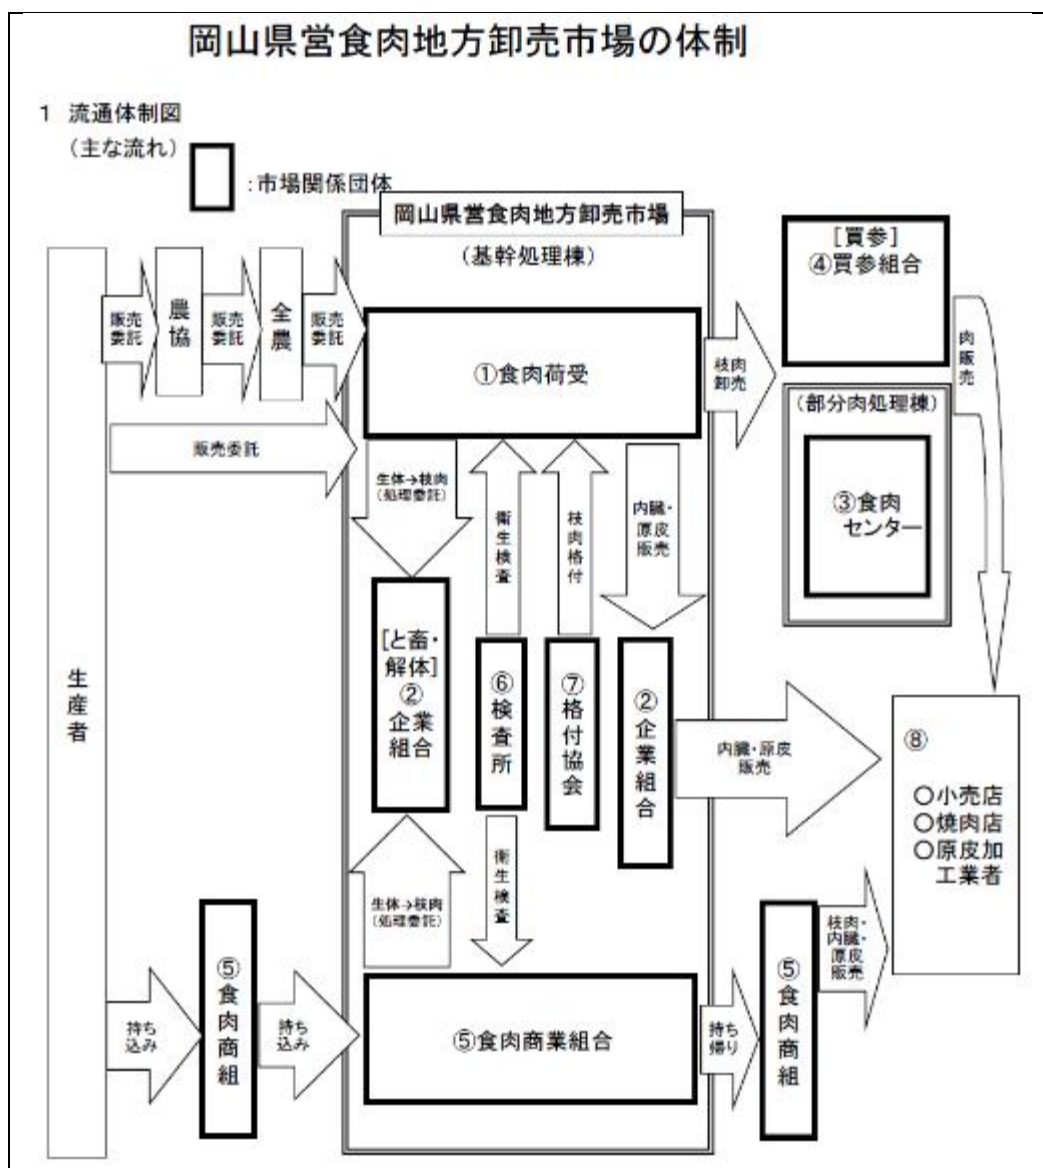 岡山県営食肉地方卸売市場の体制
1 流通体制図
(主な流れ)
:市場関係団体
岡山県営食肉地方卸売市場
(基幹処理棟)
[買参]
④買参組合
販売
委託
農協
販売
委託
全農
販売
委託
①食肉荷受
枝肉
卸売
肉販売
(部分肉処理棟)
③食肉
センター
販売委託
生体→枝肉
(処理委託)
衛生検査
枝肉格付
内臓・
原皮
販売
生産者
[と畜・
解体]
②
企業
組合
⑥検査所
⑦格付協会
②企業組合
内臓・原皮
販売
⑧
○小売店
○焼肉店
○原皮加
工業者
生体→枝肉
(処理委託)
衛生検査
枝肉・
内臓・
原皮
販売
持ち
込み
⑤食肉商組
持ち
込み
⑤食肉商業組合
持ち
帰り
⑤食肉商組